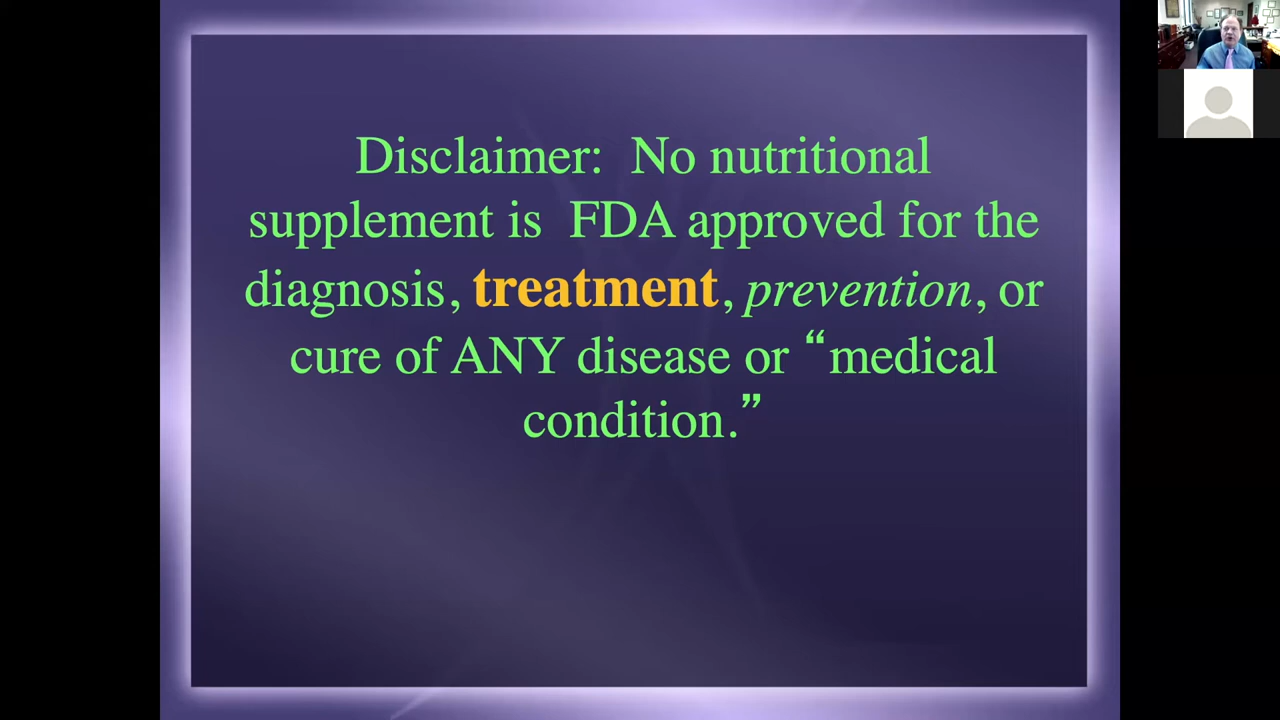 Disclaimer:  No nutritional
supplement is  FDA approved for the
diagnosis, treatment, prevention, or
cure of ANY disease or “medical
condition.”